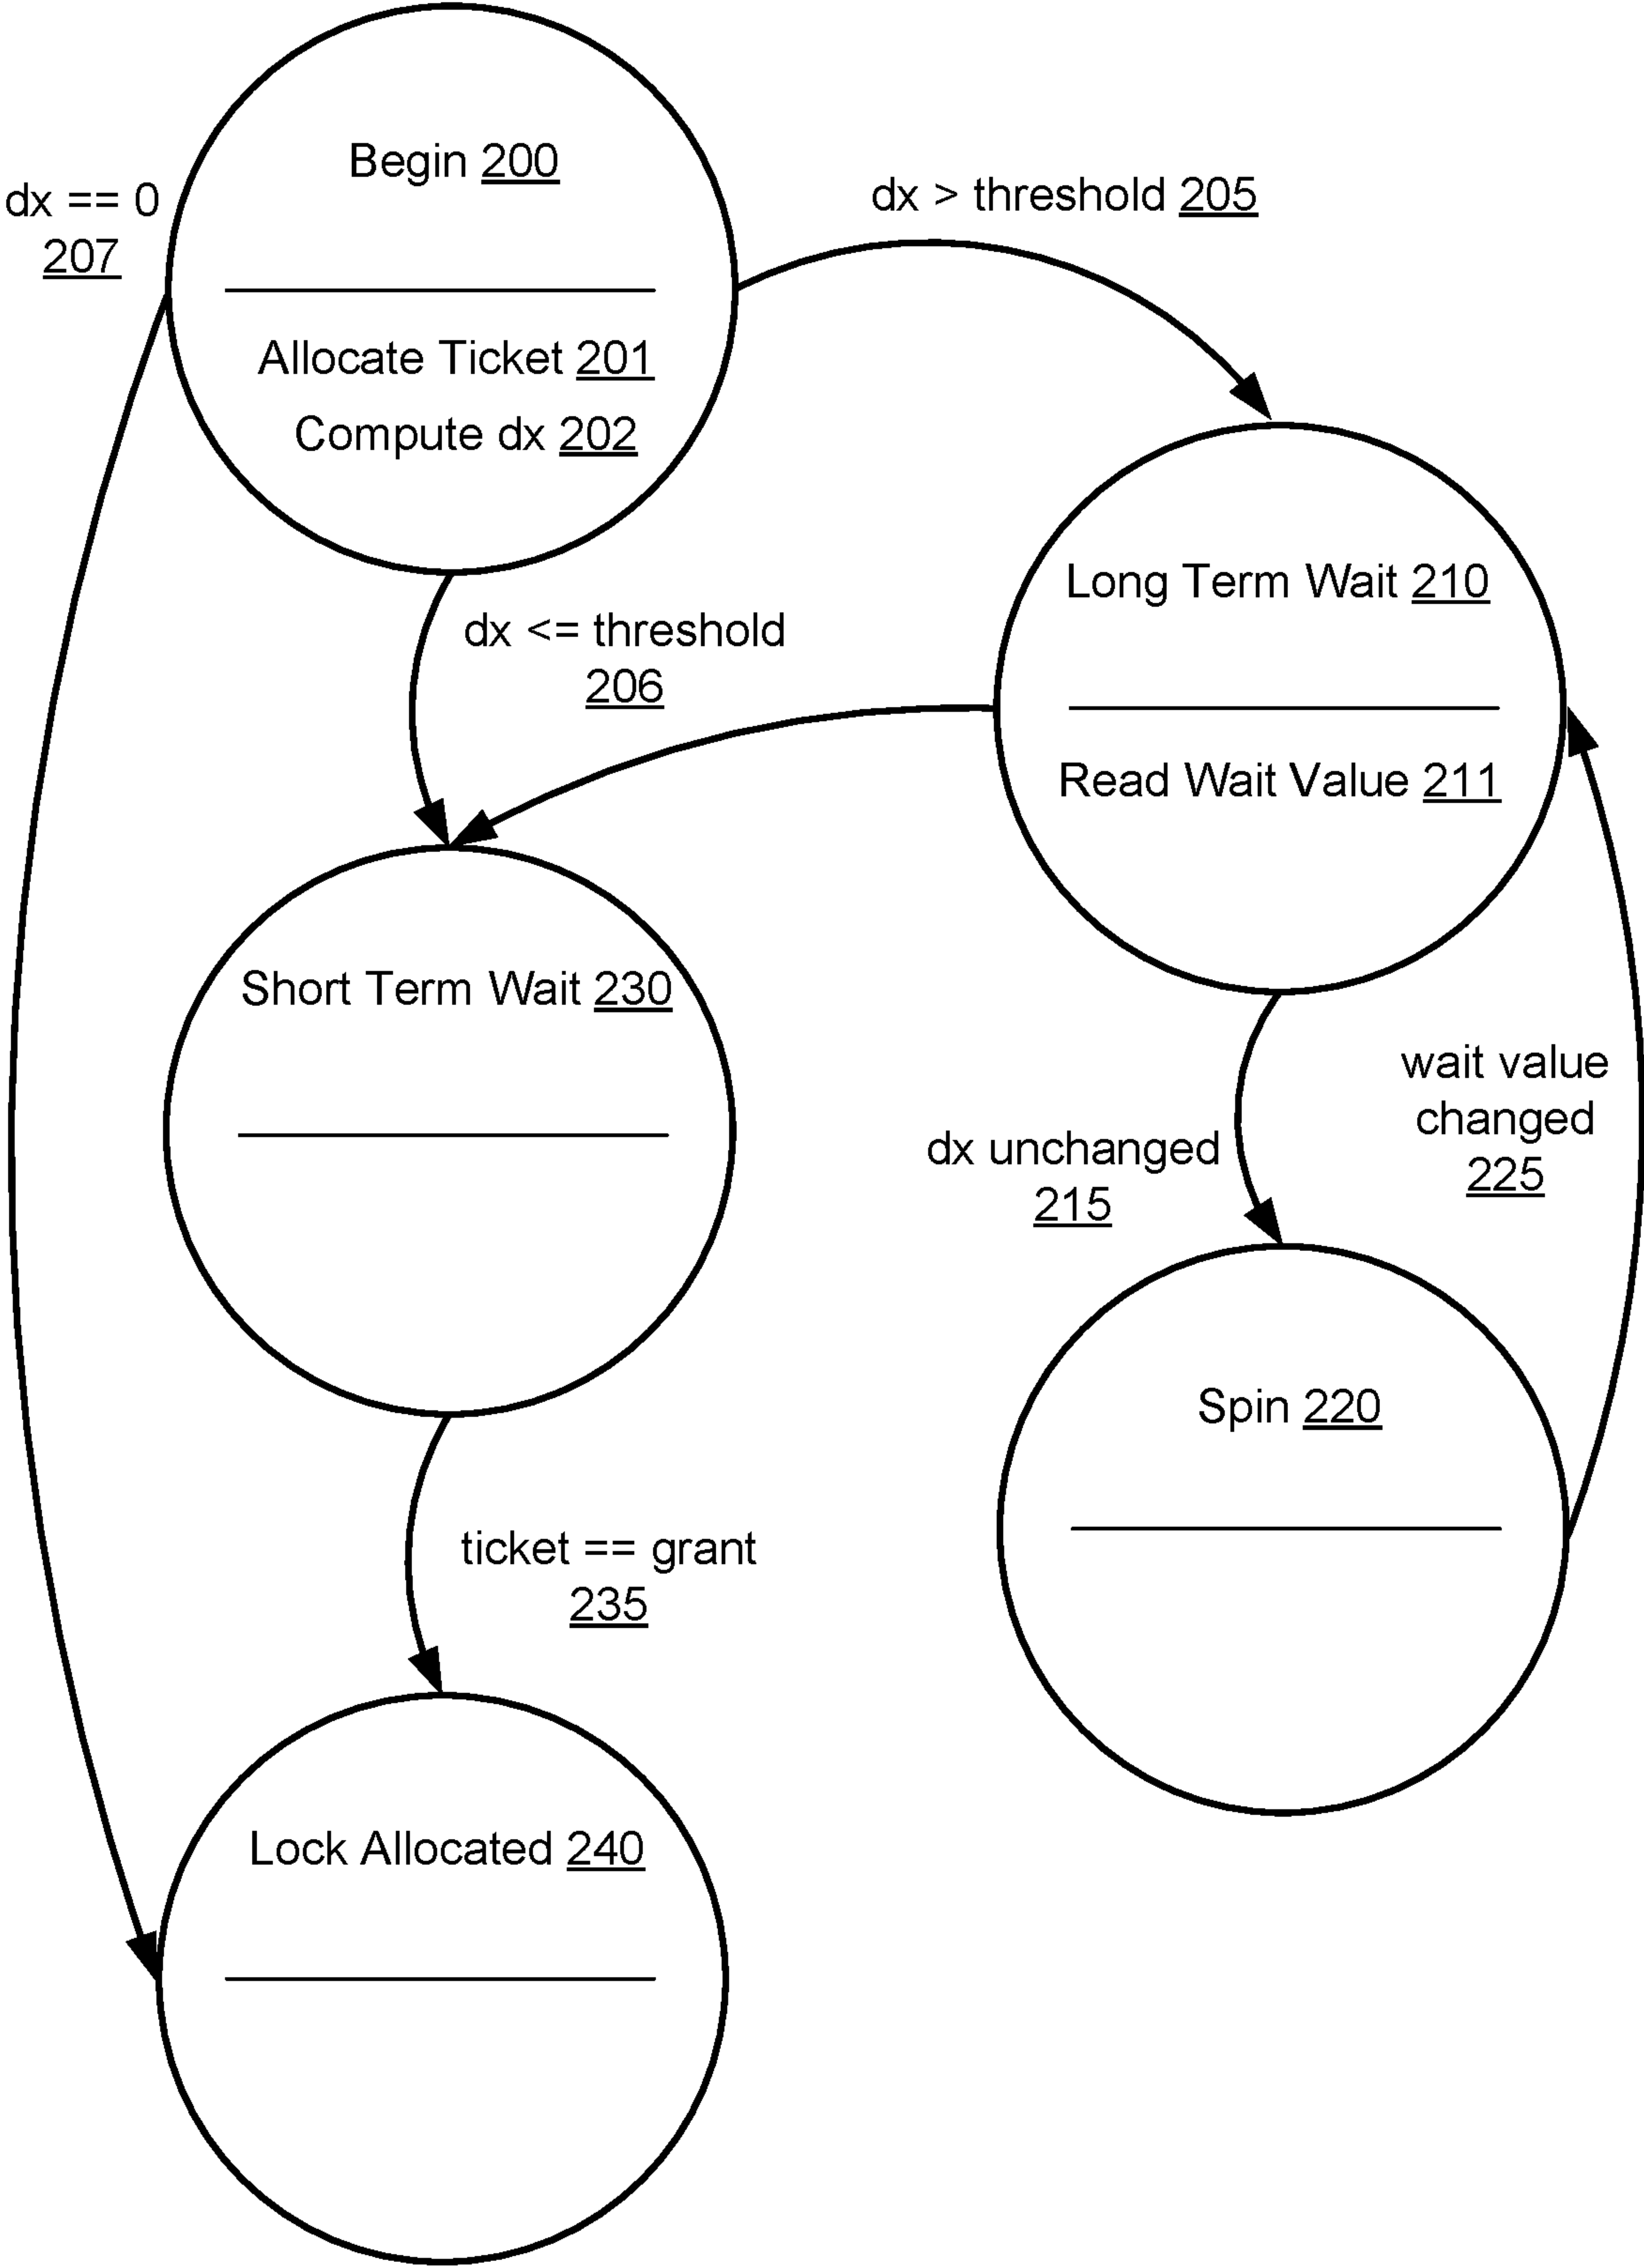 Begin 200
dx == 0
207
dx > threshold 205
Allocate Ticket 201
Compute dx 202
dx <= threshold
206
Long Term Wait 210
Read Wait Value 211
Short Term Wait 230
wait value
changed
225
dx unchanged
215
Spin 220
ticket == grant
235
Lock Allocated 240